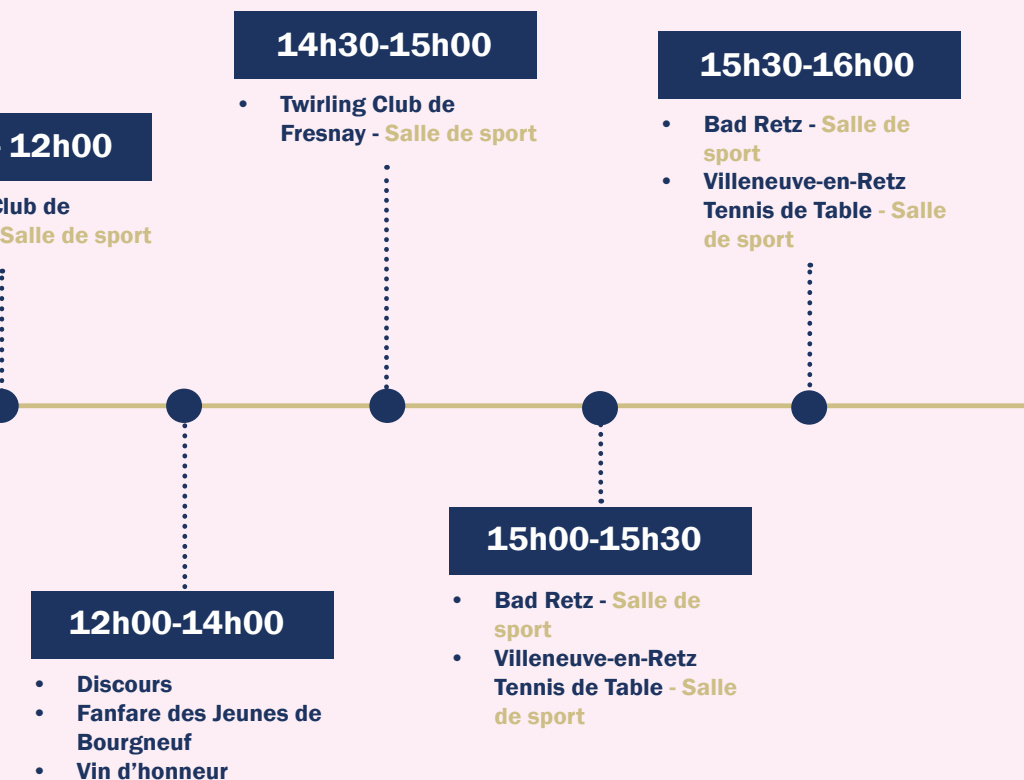 - 12h00
Club de
Salle de sport
14h30-15h00
• Twirling Club de
Fresnay - Salle de sport
15h30-16h00
• Bad Retz - Salle de
sport
• Villeneuve-en-Retz
Tennis de Table - Salle
de sport
12h00-14h00
• Discours
• Fanfare des Jeunes de
Bourgneuf
• Vin d’honneur
15h00-15h30
• Bad Retz - Salle de
sport
• Villeneuve-en-Retz
Tennis de Table - Salle
de sport